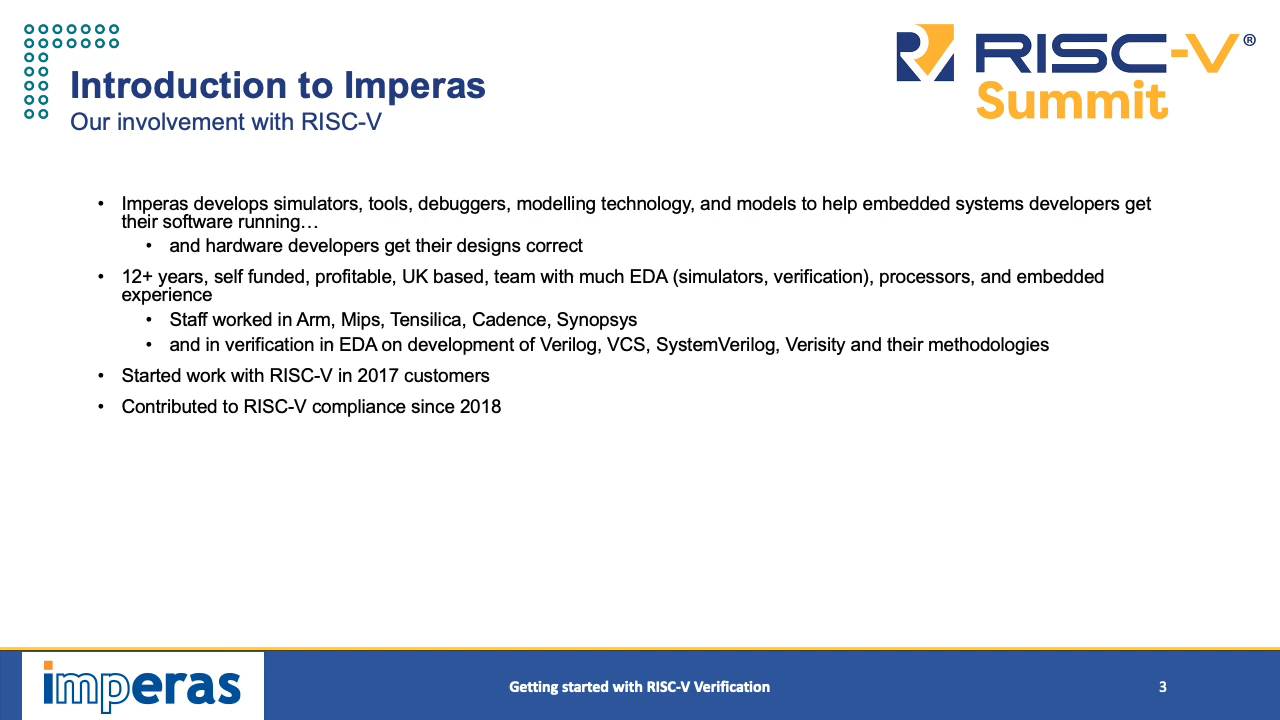 Introduction to Imperas
Our involvement with RISC-V
RISC-V®
Summit
• Imperas develops simulators, tools, debuggers, modelling technology, and models to help embedded systems developers get
their software running…
• and hardware developers get their designs correct
• 12+ years, self funded, profitable, UK based, team with much EDA (simulators, verification), processors, and embedded
experience
• Staff worked in Arm, Mips, Tensilica, Cadence, Synopsys
• and in verification in EDA on development of Verilog, VCS, SystemVerilog, Verisity and their methodologies
• Started work with RISC-V in 2017 customers
• Contributed to RISC-V compliance since 2018
imperas
Getting started with RISC-V Verification
3